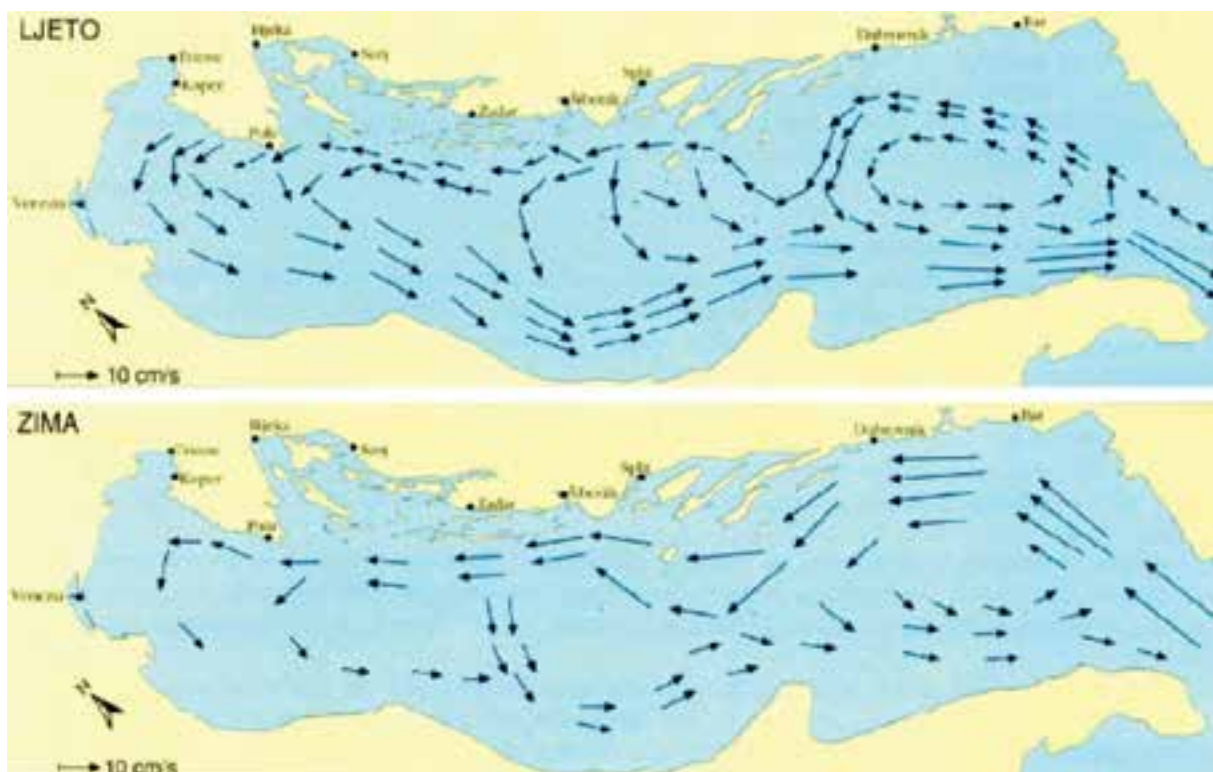 LJETO
Rijeka
Senj
Dubrovnik
Bar
Trieste
Koper
Split
Šibenik
Zadar
Pula
Venezia
N
10 cm/s
ZIMA
Rijeka
Bar
Dubrovnik
Trieste
Senj
Koper
Split
Šibenik
Zadar
Pula
Venezia
N
10 cm/s